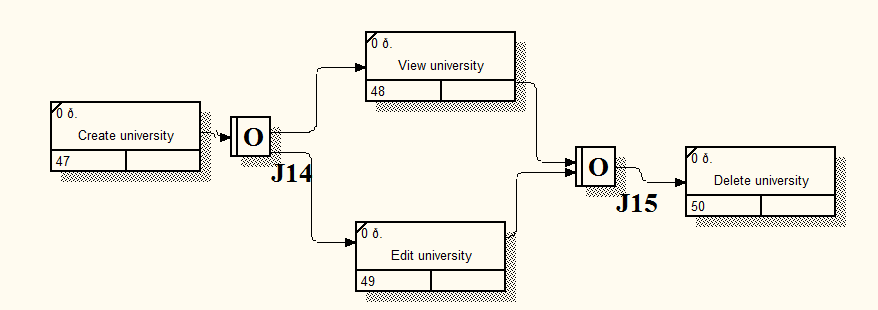 0 ð.
Create university
47
O
J14
0 ð.
View university
48
0 ð.
Edit university
49
O
J15
0 ð.
Delete university
50